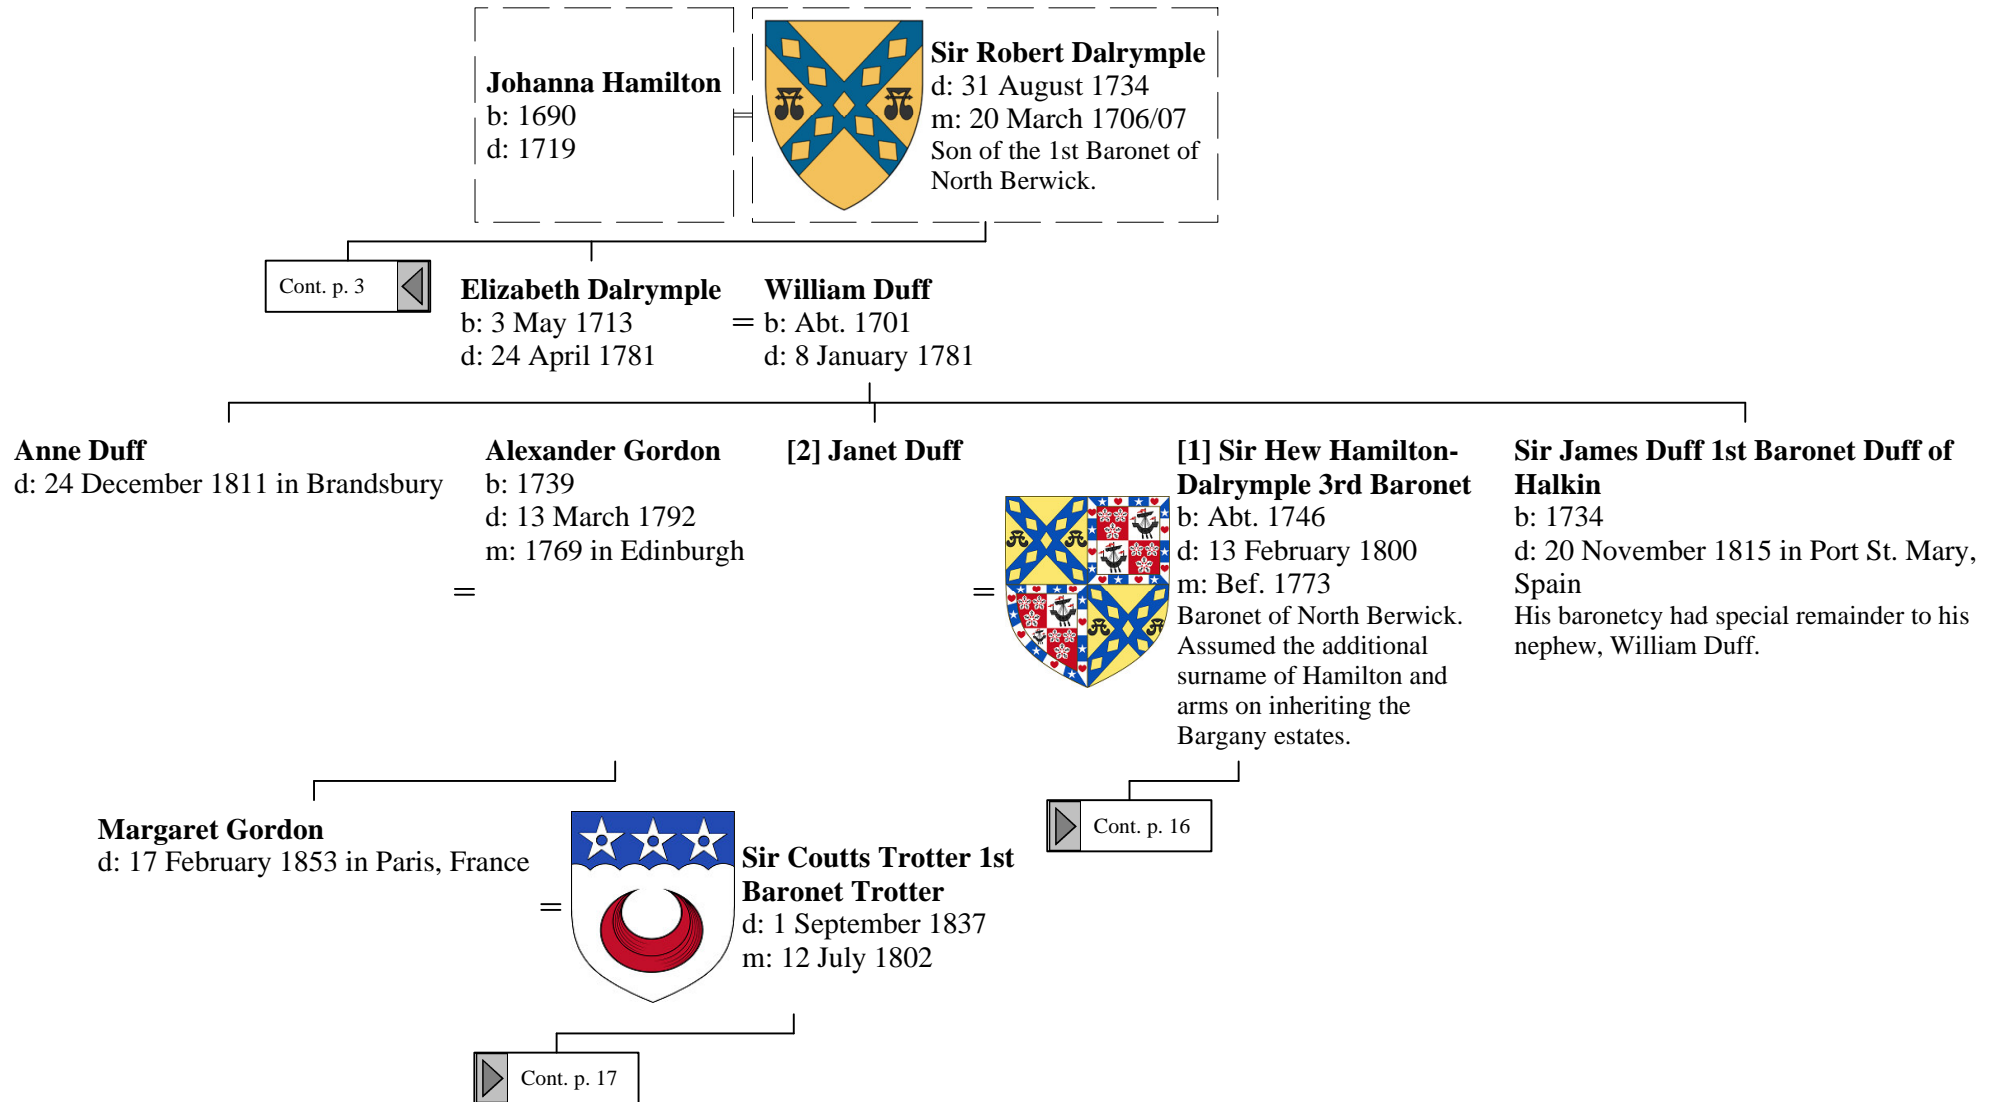 Johanna Hamilton
b: 1690
d: 1719
Sir Robert Dalrymple
d: 31 August 1734
m: 20 March 1706/07
Son of the 1st Baronet of
North Berwick.
Cont. p. 3
Elizabeth Dalrymple
b: 3 May 1713
d: 24 April 1781
=
William Duff
b: Abt. 1701
d: 8 January 1781
Anne Duff
d: 24 December 1811 in Brandsbury
=
Alexander Gordon
b: 1739
d: 13 March 1792
m: 1769 in Edinburgh
[2] Janet Duff
=
[1] Sir Hew Hamilton-
Dalrymple 3rd Baronet
b: Abt. 1746
d: 13 February 1800
m: Bef. 1773
Baronet of North Berwick.
Assumed the additional
surname of Hamilton and
arms on inheriting the
Bargany estates.
Sir James Duff 1st Baronet Duff of
Halkin
b: 1734
d: 20 November 1815 in Port St. Mary,
Spain
His baronetcy had special remainder to his
nephew, William Duff.
Margaret Gordon
d: 17 February 1853 in Paris, France
=
Sir Coutts Trotter 1st
Baronet Trotter
d: 1 September 1837
m: 12 July 1802
Cont. p. 16
Cont. p. 17